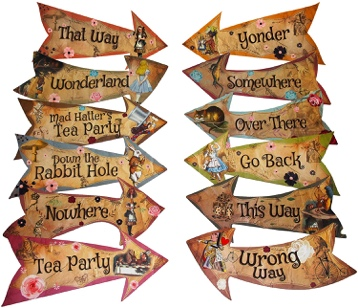 That Way
Wonderland
Mad Hatter's
Tea Party
Down the
Rabbit Hole
Nowhere
Tea Party
Yonder
Somewhere
Over There
Go Back
This Way
Wrong
Way